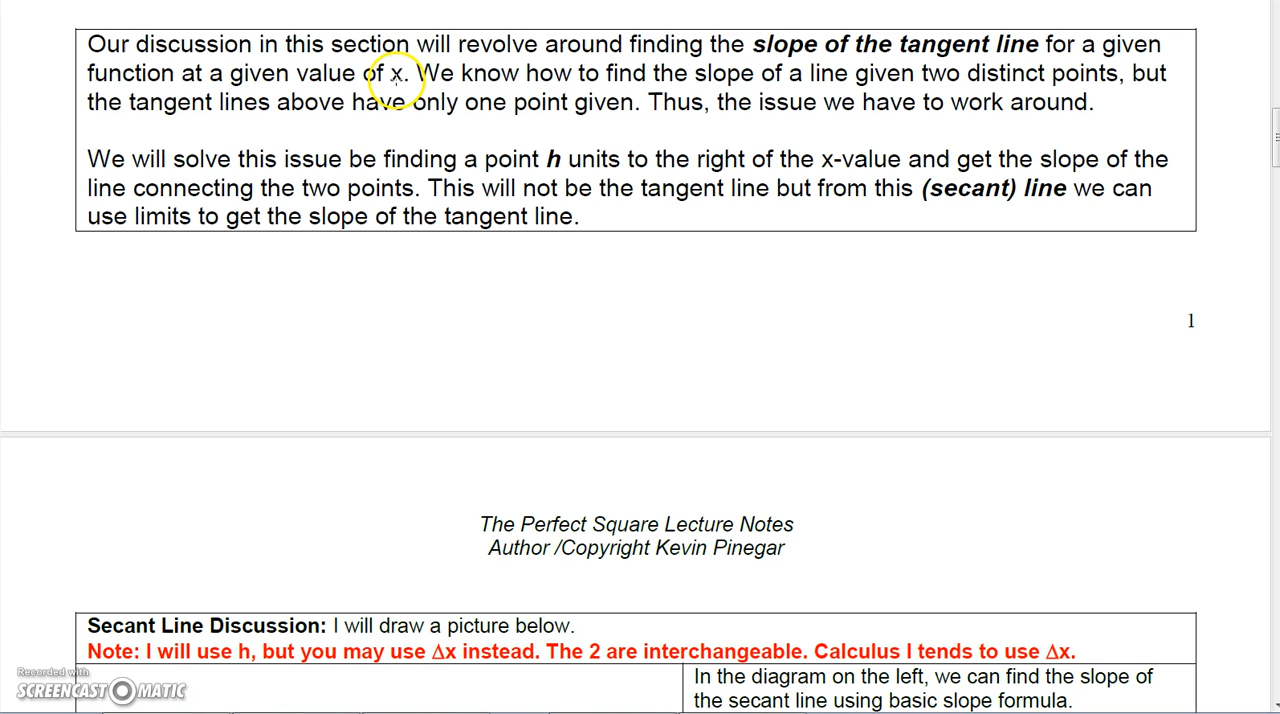 Our discussion in this section will revolve around finding the slope of the tangent line for a given
function at a given value of x. We know how to find the slope of a line given two distinct points, but
the tangent lines above have only one point given. Thus, the issue we have to work around.
We will solve this issue be finding a point h units to the right of the x-value and get the slope of the
line connecting the two points. This will not be the tangent line but from this (secant) line we can
use limits to get the slope of the tangent line.
1
The Perfect Square Lecture Notes
Author /Copyright Kevin Pinegar
Secant Line Discussion: I will draw a picture below.
Note: I will use h, but you may use Δx instead. The 2 are interchangeable. Calculus I tends to use Δx.
In the diagram on the left, we can find the slope of
the secant line using basic slope formula.
Recorded with
SCREENCAST-O-MATIC